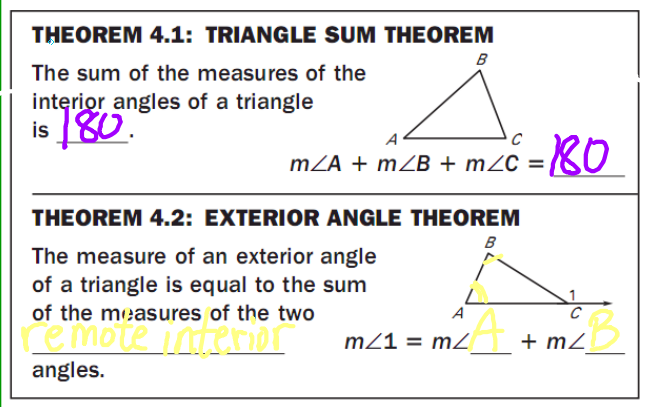 THEOREM 4.1: TRIANGLE SUM THEOREM
The sum of the measures of the
interior angles of a triangle
is 180.
B
A
C
m∠A + m∠B + m∠C = 180
THEOREM 4.2: EXTERIOR ANGLE THEOREM
The measure of an exterior angle
of a triangle is equal to the sum
of the measures of the two
remote interior
angles.
B
1
A
C
m∠1 = m∠A + m∠B